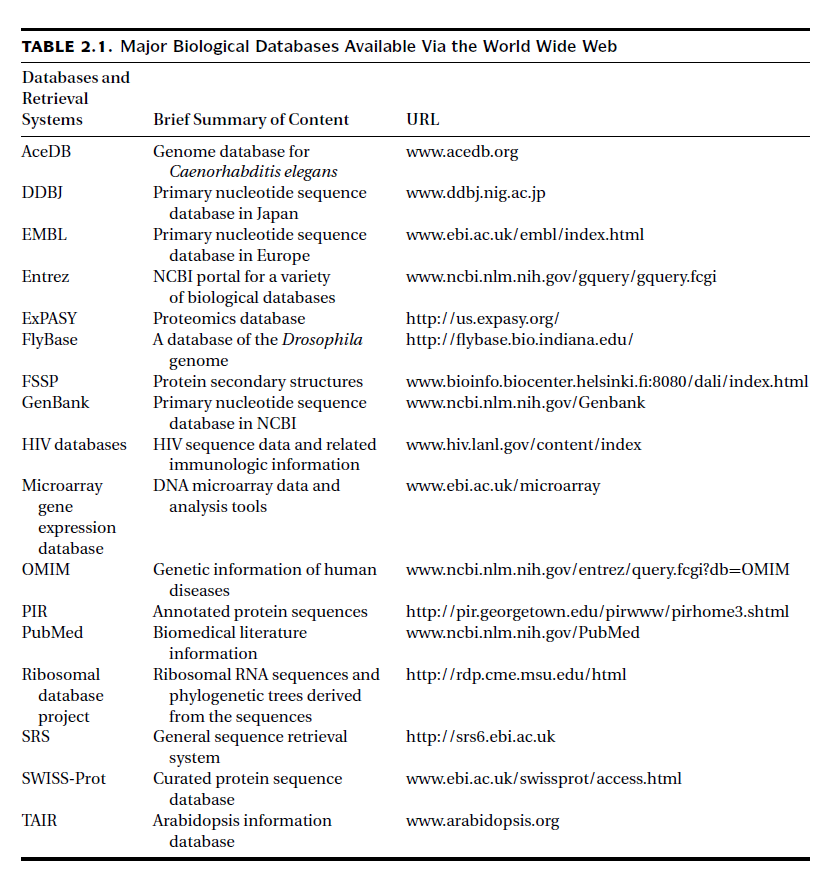 TABLE 2.1. Major Biological Databases Available Via the World Wide Web
Databases and
Retrieval
Systems Brief Summary of Content URL
AceDB Genome database for www.acedb.org
Caenorhabditis elegans
DDBJ Primary nucleotide sequence www.ddbj.nig.ac.jp
database in Japan
EMBL Primary nucleotide sequence www.ebi.ac.uk/embl/index.html
database in Europe
Entrez NCBI portal for a variety www.ncbi.nlm.nih.gov/gquery/gquery.fcgi
of biological databases
ExPASY Proteomics database http://us.expasy.org/
FlyBase A database of the Drosophila http://flybase.bio.indiana.edu/
genome
FSSP Protein secondary structures www.bioinfo.biocenter.helsinki.fi:8080/dali/index.html
GenBank Primary nucleotide sequence www.ncbi.nlm.nih.gov/Genbank
database in NCBI
HIV databases HIV sequence data and related www.hiv.lanl.gov/content/index
immunologic information
Microarray DNA microarray data and www.ebi.ac.uk/microarray
gene analysis tools
expression
database
OMIM Genetic information of human www.ncbi.nlm.nih.gov/entrez/query.fcgi?db=OMIM
diseases
PIR Annotated protein sequences http://pir.georgetown.edu/pirwww/pirhome3.shtml
PubMed Biomedical literature www.ncbi.nlm.nih.gov/PubMed
information
Ribosomal Ribosomal RNA sequences and http://rdp.cme.msu.edu/html
database phylogenetic trees derived
project from the sequences
SRS General sequence retrieval http://srs6.ebi.ac.uk
system
SWISS-Prot Curated protein sequence www.ebi.ac.uk/swissprot/access.html
database
TAIR Arabidopsis information www.arabidopsis.org
database